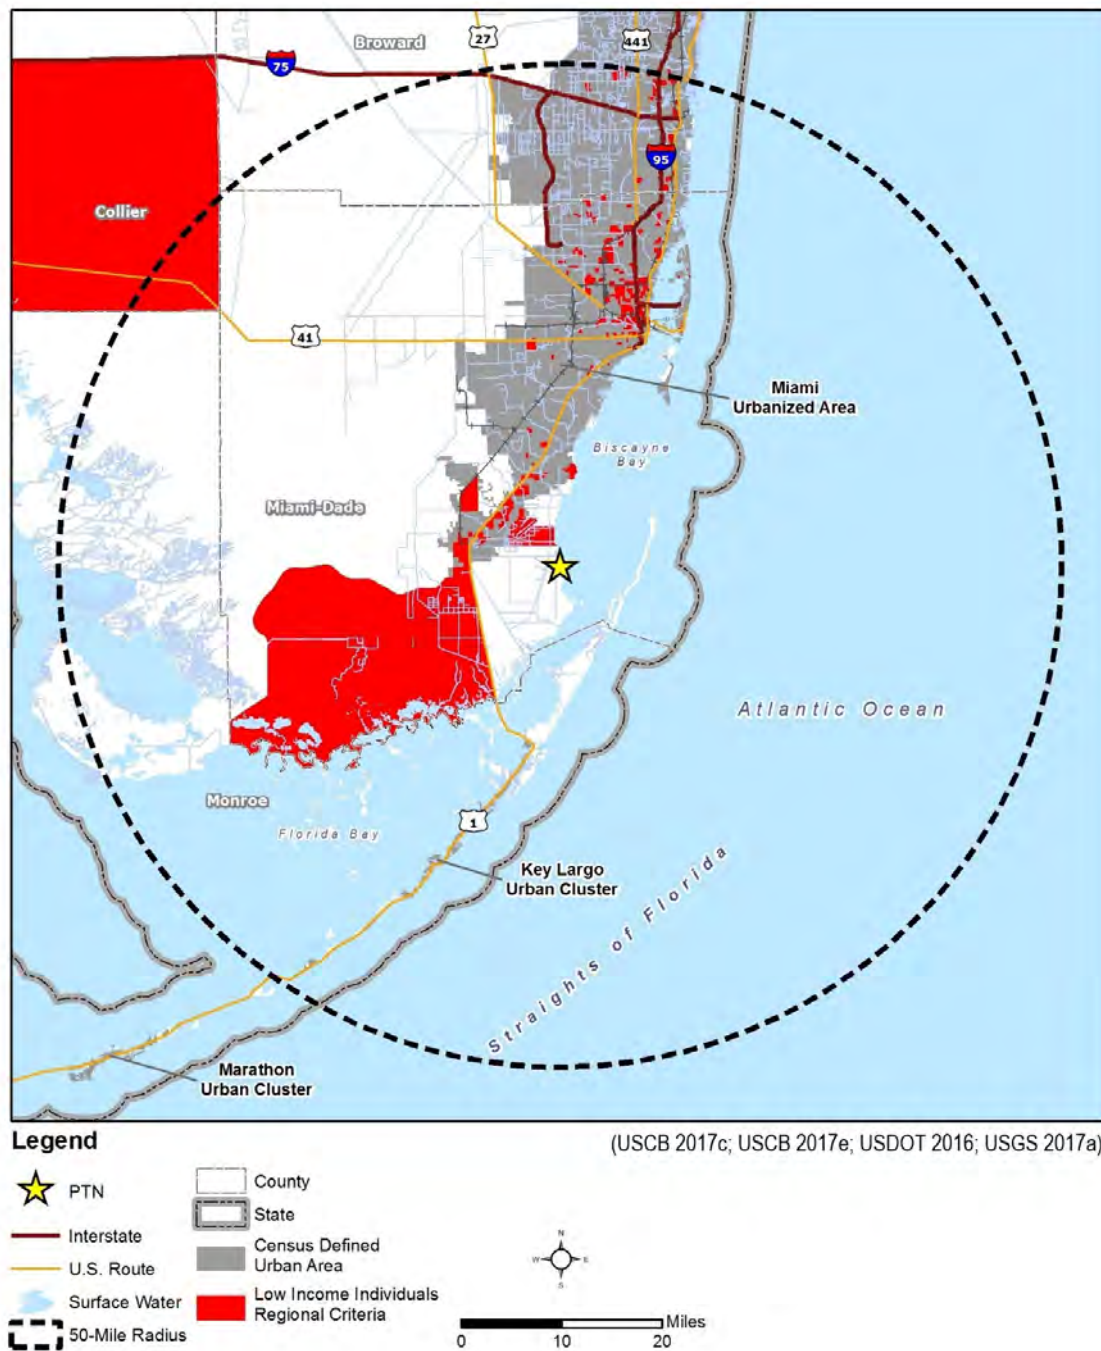 Broward
27
441
75
95
Collier
41
Miami
Urbanized Area
Biscayne
Bay
Miami-Dade
Atlantic Ocean
Monroe
1
Florida Bay
Key Largo
Urban Cluster
Straights of Florida
Marathon
Urban Cluster
Legend
(USCB 2017c; USCB 2017e; USDOT 2016; USGS 2017a)
PTN
Interstate
U.S. Route
Surface Water
50-Mile Radius
County
State
Census Defined
Urban Area
Low Income Individuals
Regional Criteria
N
W
E
S
Miles
0
10
20